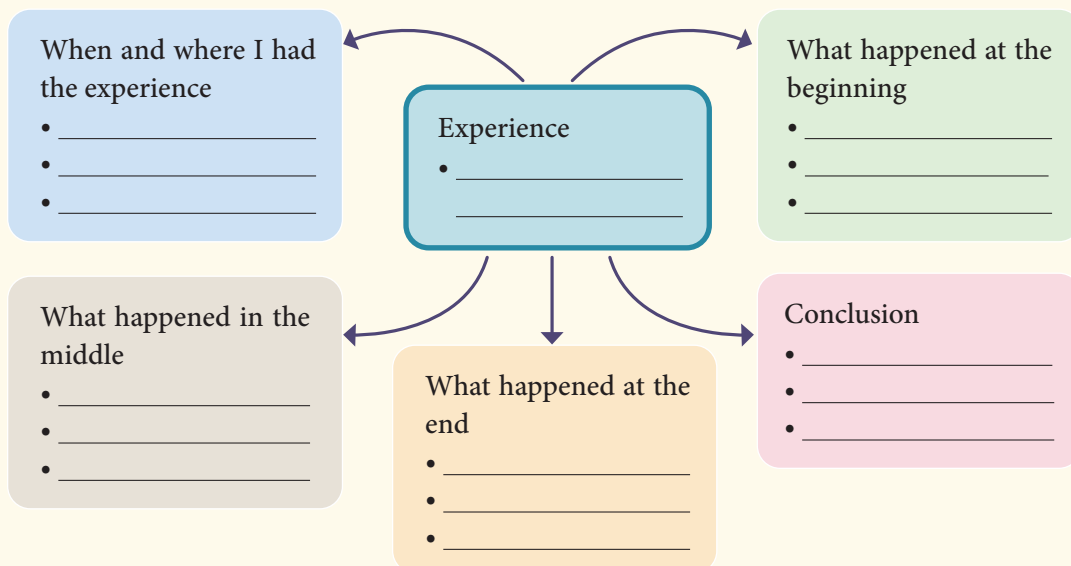 When and where I had
the experience
•
•
•
Experience
•
What happened at the
beginning
•
•
•
What happened in the
middle
•
•
•
What happened at the
end
•
•
•
Conclusion
•
•
•